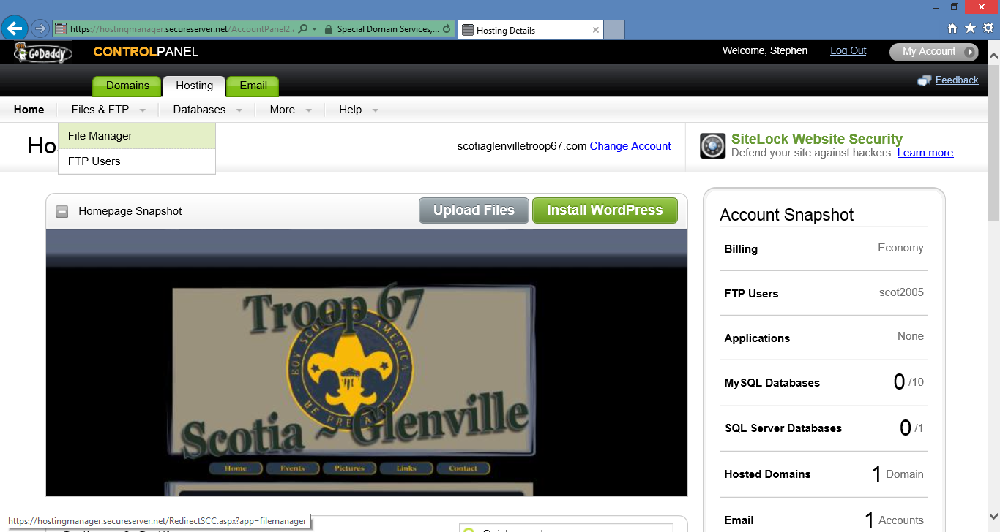 https://hostingmanager.secureserver.net/AccountPanel2.a
Special Domain Services,...
Hosting Details
GoDaddy
CONTROLPANEL
Welcome, Stephen
Log Out
My Account
Domains
Hosting
Email
Feedback
Home
Files & FTP
Databases
More
Help
File Manager
FTP Users
Ho
scotiaglenvilletroop67.com Change Account
SiteLock Website Security
Defend your site against hackers. Learn more
Homepage Snapshot
Upload Files
Install WordPress
Troop 67
BOY SCOUTS OF AMERICA
BE PREPARED
Scotia ~ Glenville
Home
Events
Pictures
Links
Contact
Account Snapshot
Billing
Economy
FTP Users
scot2005
Applications
None
MySQL Databases
0 /10
SQL Server Databases
0 /1
Hosted Domains
1 Domain
Email
1 Accounts
https://hostingmanager.secureserver.net/RedirectSCC.aspx?app=filemanager